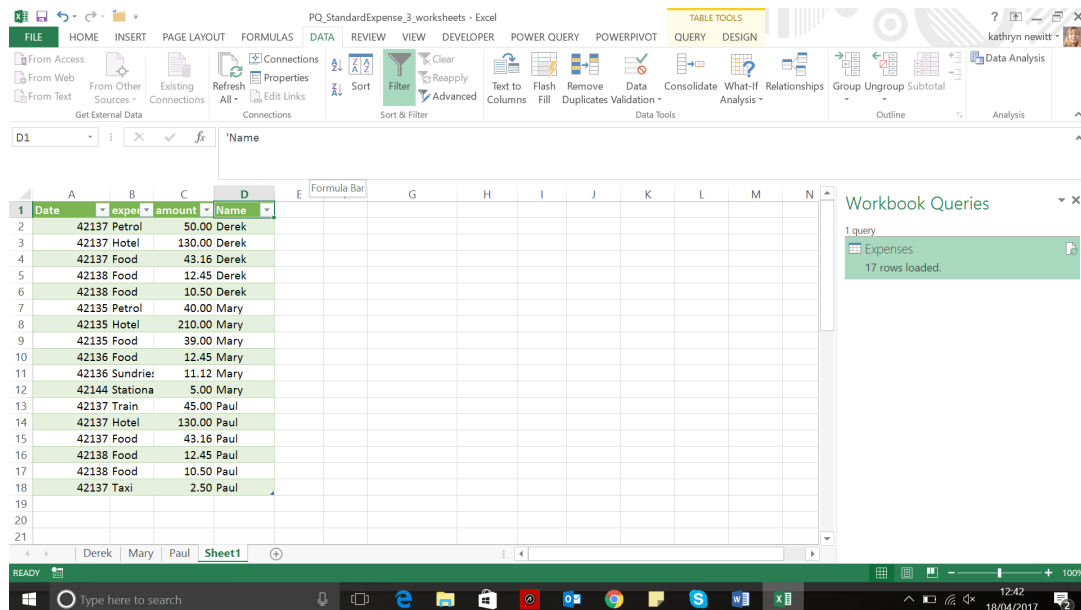 PQ_StandardExpense_3_worksheets - Excel
TABLE TOOLS
?
FILE HOME INSERT PAGE LAYOUT FORMULAS DATA REVIEW VIEW DEVELOPER POWER QUERY POWERPIVOT QUERY DESIGN
kathryn newitt
From Access
From Web
From Text
From Other
Sources
Existing
Connections
Get External Data
Refresh
All
Connections
Properties
Edit Links
Connections
Sort
Filter
Clear
Reapply
Advanced
Sort & Filter
Text to
Columns
Flash
Fill
Remove
Duplicates
Data
Validation
Consolidate
What-If
Analysis
Relationships
Data Tools
Group
Ungroup
Subtotal
Outline
Data Analysis
Analysis
D1
fx
'Name
Formula Bar
A B C D E G H I J K L M N
1 Date exper amount Name
2 42137 Petrol 50.00 Derek
3 42137 Hotel 130.00 Derek
4 42137 Food 43.16 Derek
5 42138 Food 12.45 Derek
6 42138 Food 10.50 Derek
7 42135 Petrol 40.00 Mary
8 42135 Hotel 210.00 Mary
9 42135 Food 39.00 Mary
10 42136 Food 12.45 Mary
11 42136 Sundries 11.12 Mary
12 42144 Stationa 5.00 Mary
13 42137 Train 45.00 Paul
14 42137 Hotel 130.00 Paul
15 42137 Food 43.16 Paul
16 42138 Food 12.45 Paul
17 42138 Food 10.50 Paul
18 42137 Taxi 2.50 Paul
19
20
21
Workbook Queries
1 query
Expenses
17 rows loaded.
Derek Mary Paul Sheet1
READY
100%
Type here to search
12:42
18/04/2017